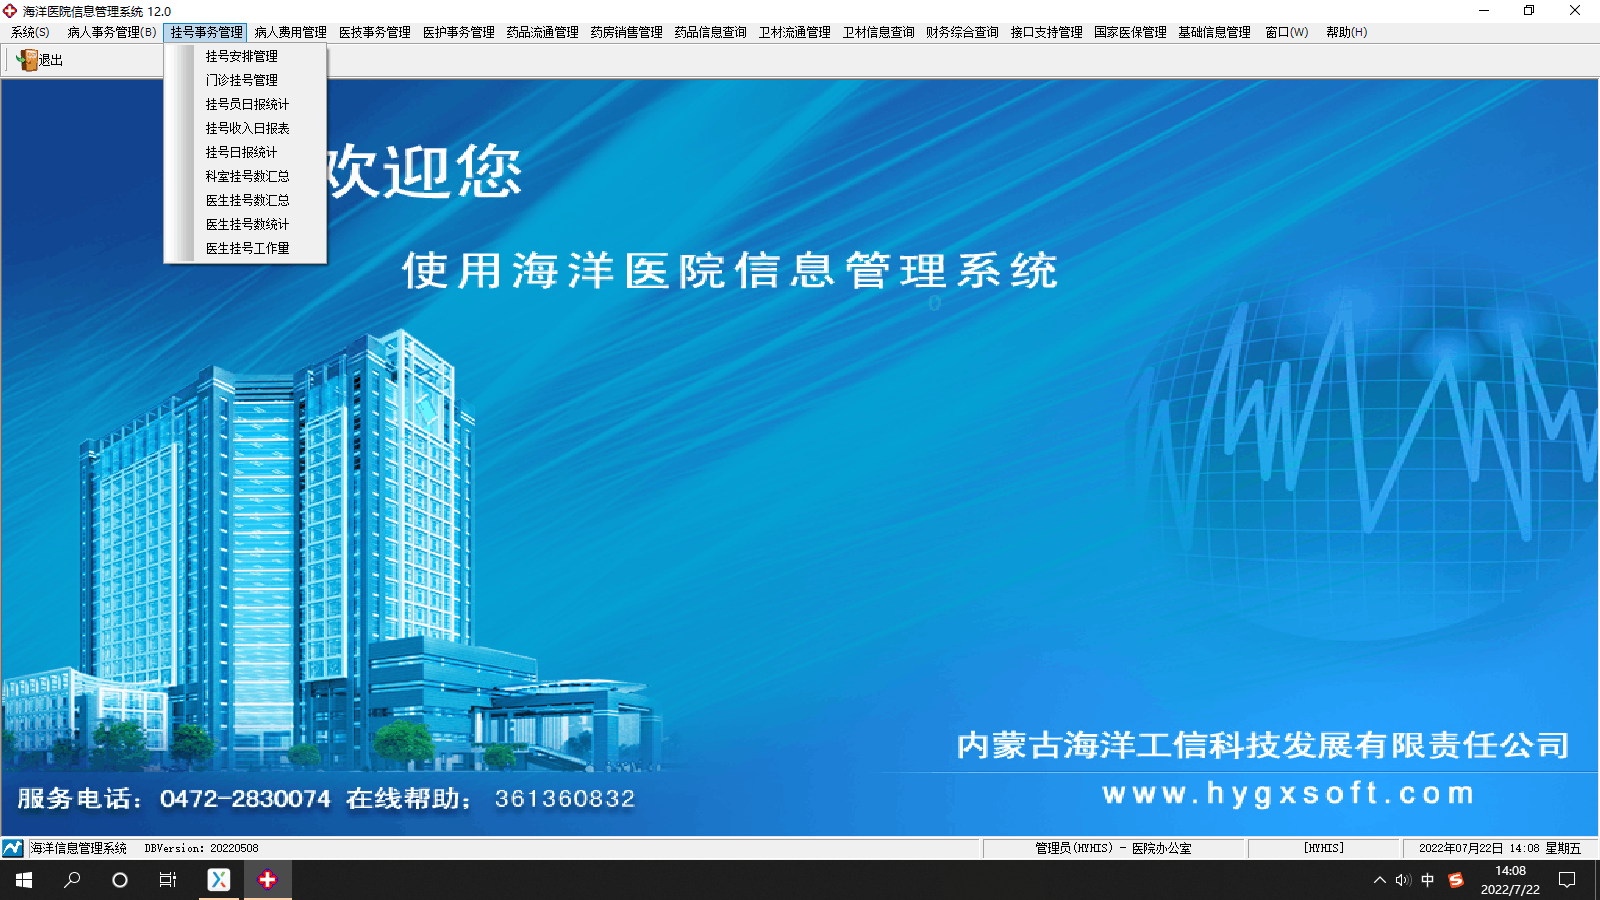 海洋医院信息管理系统 12.0
系统(S) 病人事务管理(B) 挂号事务管理 病人费用管理 医技事务管理 医护事务管理 药品流通管理 药房销售管理 药品信息查询 卫材流通管理 卫材信息查询 财务综合查询 接口支持管理 国家医保管理 基础信息管理 窗口(W) 帮助(H)
退出
挂号安排管理
门诊挂号管理
挂号员日报统计
挂号收入日报表
挂号日报统计
科室挂号数汇总
医生挂号数汇总
医生挂号数统计
医生挂号工作量
欢迎您
使用海洋医院信息管理系统
0
内蒙古海洋工信科技发展有限责任公司
www.hygxsoft.com
服务电话：0472-2830074 在线帮助；361360832
海洋信息管理系统 DBVersion: 20220508 管理员(HYHIS) - 医院办公室 [HYHIS] 2022年07月22日 14:08 星期五
中 14:08
2022/7/22